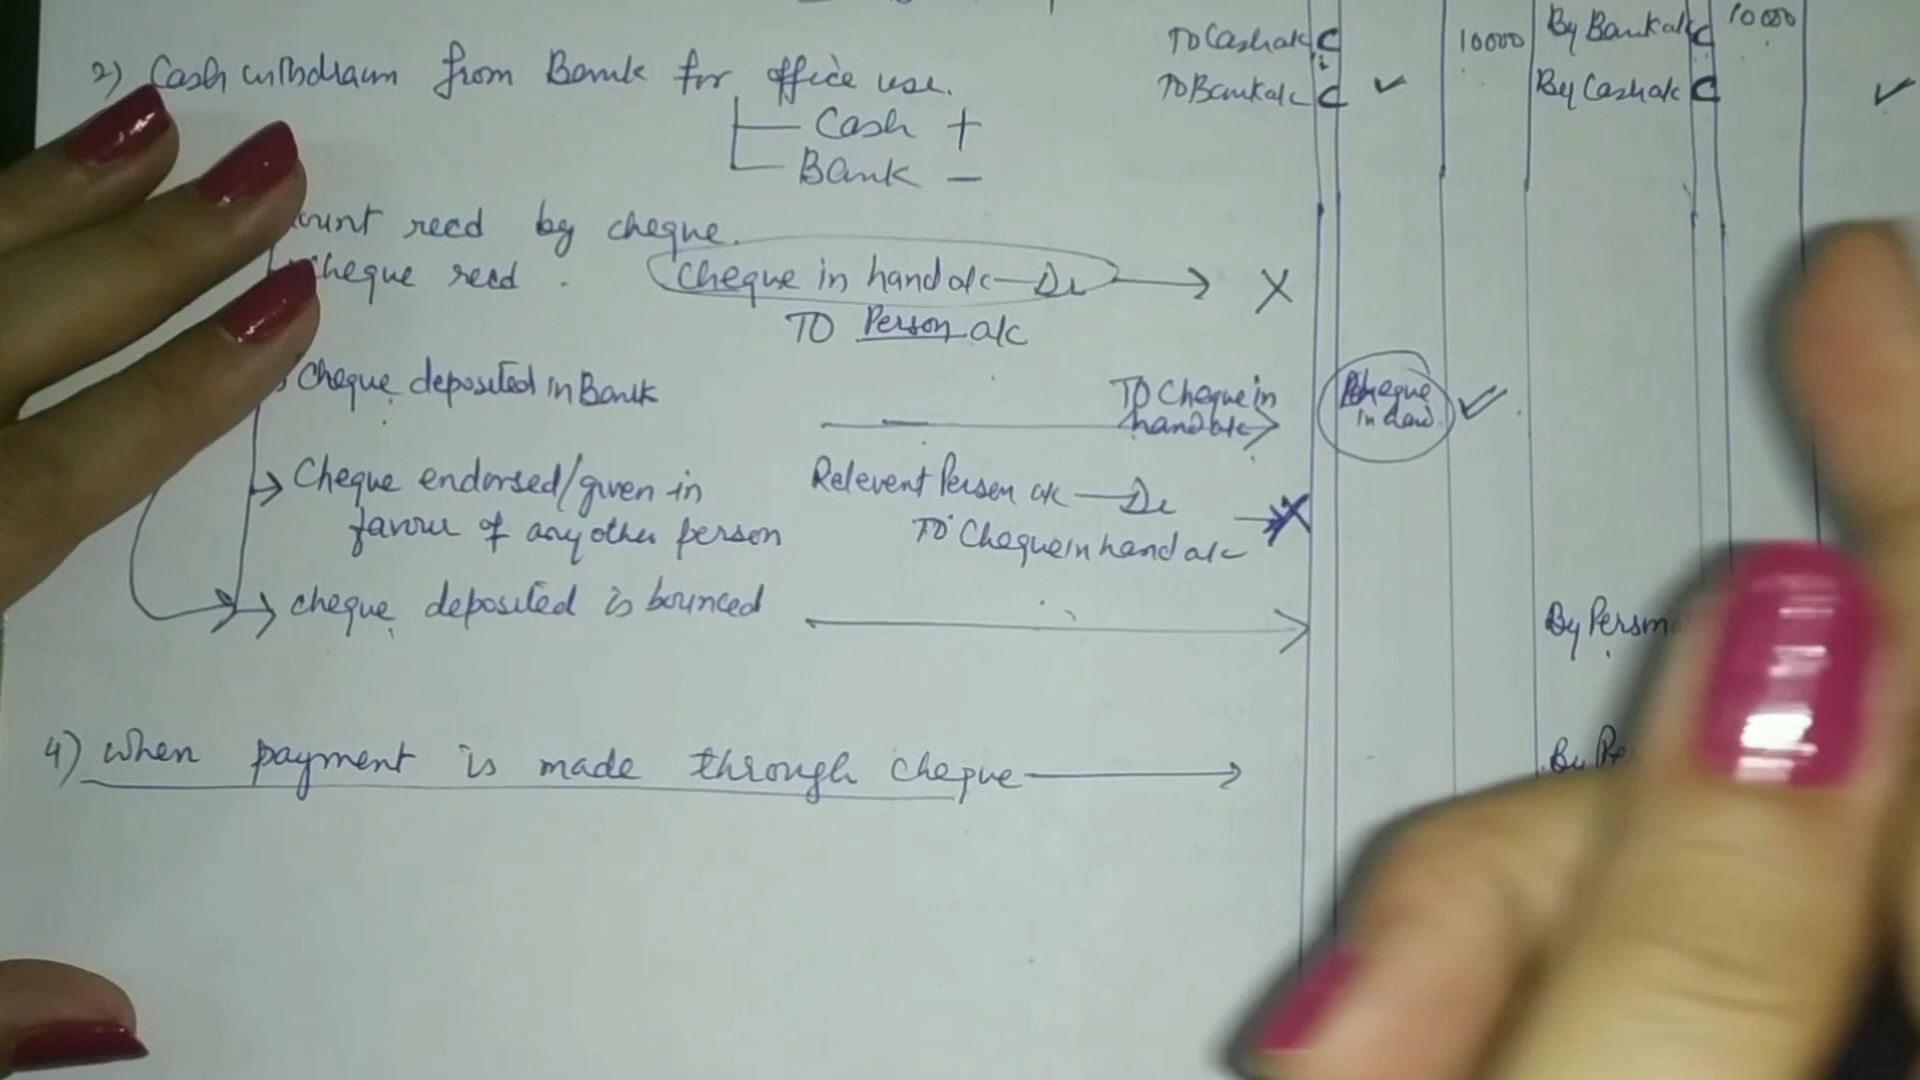 To Cash a/c C 10000 By Bank a/c C 10000
2) Cash withdrawn from Bank for office use.
To Bank a/c C ✓ By Cash a/c C ✓
Cash +
Bank —
ount recd by cheque.
cheque recd. Cheque in hand a/c — Dr → X
TO Person a/c
Cheque deposited in Bank
TO Cheque in
hand a/c
→ Cheque endorsed/given in
favour of any other person
Relevent Person a/c — Dr
TO Cheque in hand a/c → X
→ cheque deposited is bounced
By Person
4) when payment is made through cheque →
By